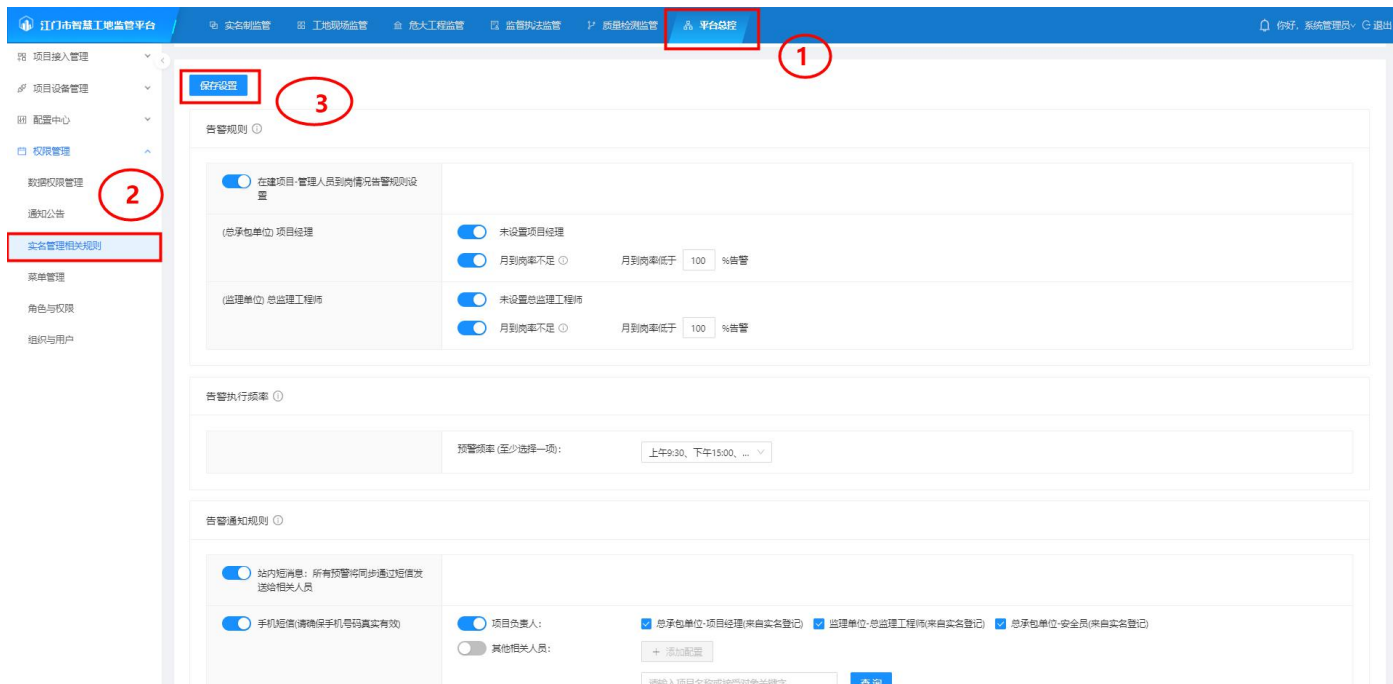 江门市智慧工地监管平台 实名制监管 工地现场监管 危大工程监管 监督执法监管 质量检测监管 平台总控 你好，系统管理员 退出
1
项目接入管理
项目设备管理
配置中心
权限管理
数据权限管理
2
通知公告
实名管理相关规则
菜单管理
角色与权限
组织与用户
保存设置
3
告警规则
在建项目-管理人员到岗情况告警规则设
置
(总承包单位) 项目经理 未设置项目经理
月到岗率不足 月到岗率低于 100 %告警
(监理单位) 总监理工程师 未设置总监理工程师
月到岗率不足 月到岗率低于 100 %告警
告警执行频率
预警频率 (至少选择一项)： 上午9:30、下午15:00、...
告警通知规则
站内短消息：所有预警将同步通过短信发
送给相关人员
手机短信(请确保手机号码真实有效) 项目负责人： 总承包单位-项目经理(来自实名登记) 监理单位-总监理工程师(来自实名登记) 总承包单位-安全员(来自实名登记)
其他相关人员： + 添加配置
请输入项目名称或接受对象关键字 查询